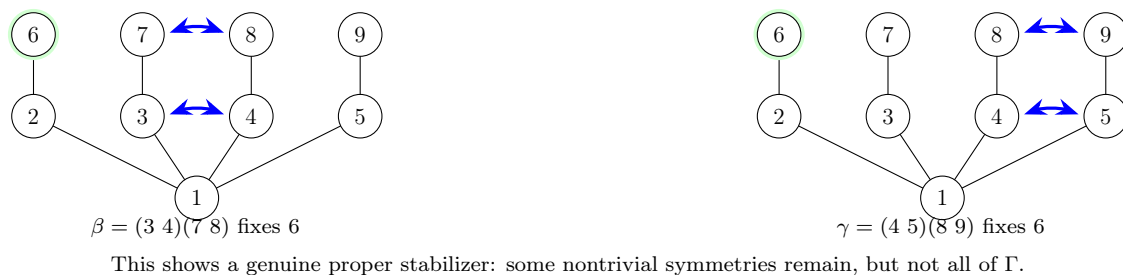 6 7 8 9 6 7 8 9
2 3 4 5 2 3 4 5
1 1
β = (3 4)(7 8) fixes 6 γ = (4 5)(8 9) fixes 6
This shows a genuine proper stabilizer: some nontrivial symmetries remain, but not all of Γ.